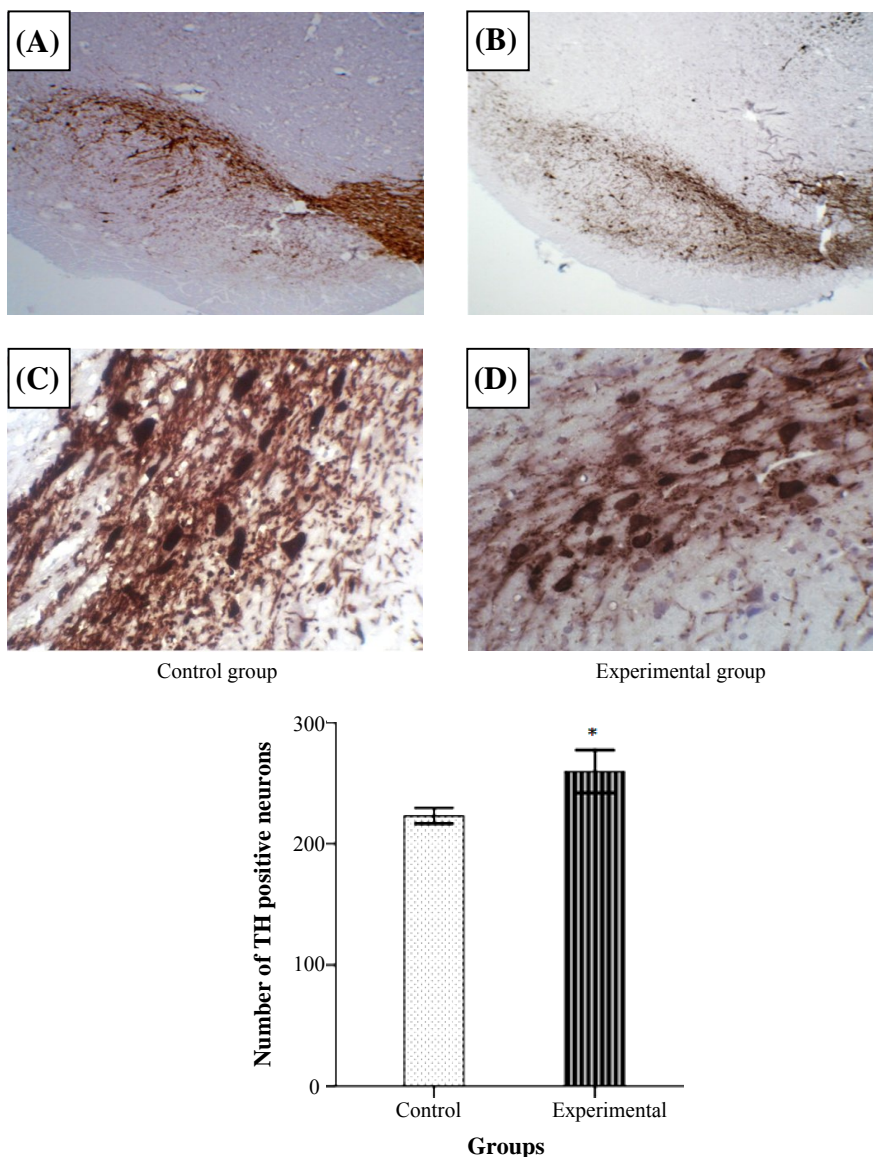 (A)
(B)
(C)
(D)
Control group
Experimental group
Number of TH positive neurons
300
200
100
0
*
Control
Experimental
Groups